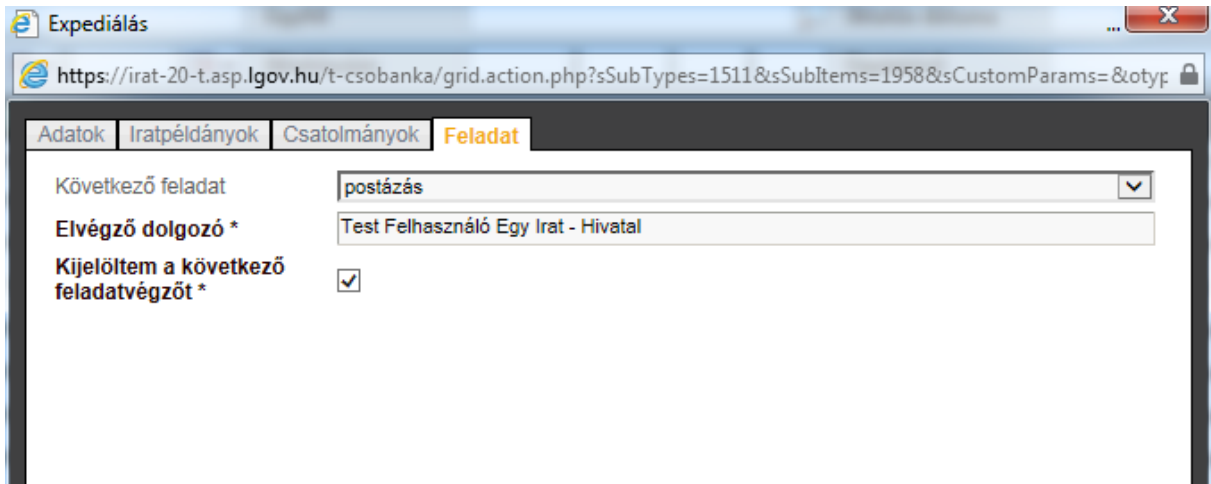 Expediálás
...
https://irat-20-t.asp.lgov.hu/t-csobanka/grid.action.php?sSubTypes=1511&sSubItems=1958&sCustomParams=&otyp
Adatok Iratpéldányok Csatolmányok Feladat
Következő feladat postázás
Elvégző dolgozó * Test Felhasználó Egy Irat - Hivatal
Kijelöltem a következő
feladatvégzőt *